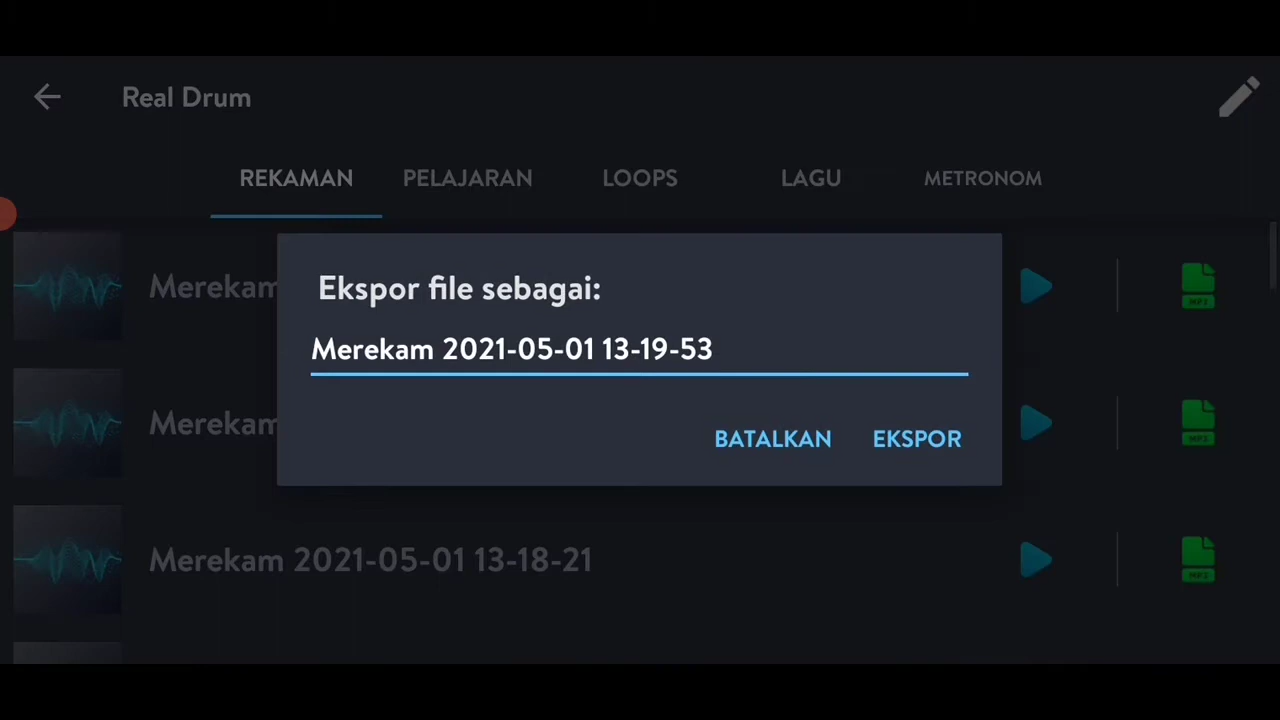 Real Drum
REKAMAN PELAJARAN LOOPS LAGU METRONOM
Merekam
Ekspor file sebagai:
Merekam 2021-05-01 13-19-53
Merekam
BATALKAN EKSPOR
Merekam 2021-05-01 13-18-21